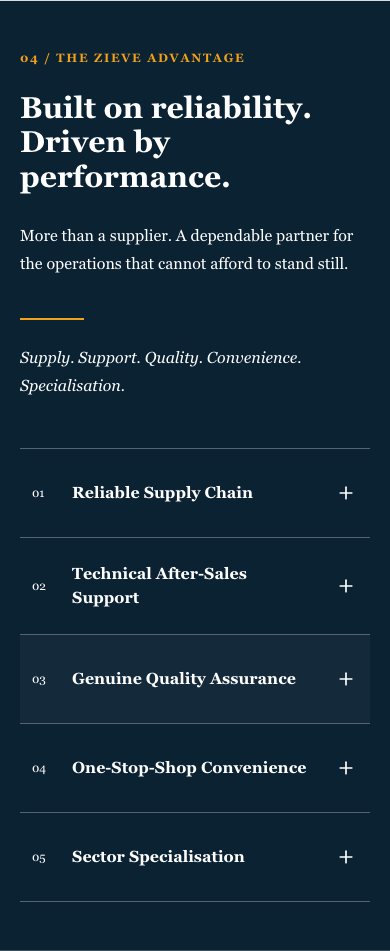 04 / THE ZIEVE ADVANTAGE
Built on reliability.
Driven by
performance.
More than a supplier. A dependable partner for
the operations that cannot afford to stand still.
Supply. Support. Quality. Convenience.
Specialisation.
01 Reliable Supply Chain +
02 Technical After-Sales
Support +
03 Genuine Quality Assurance +
04 One-Stop-Shop Convenience +
05 Sector Specialisation +